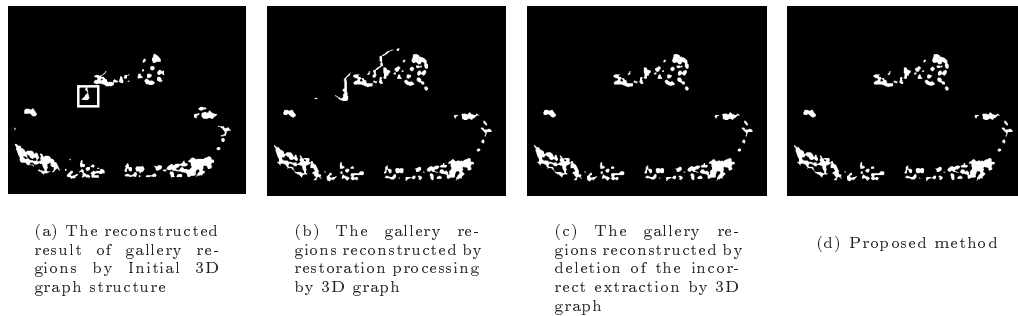 (a) The reconstructed
result of gallery re-
gions by Initial 3D
graph structure
(b) The gallery re-
gions reconstructed by
restoration processing
by 3D graph
(c) The gallery re-
gions reconstructed by
deletion of the incor-
rect extraction by 3D
graph
(d) Proposed method